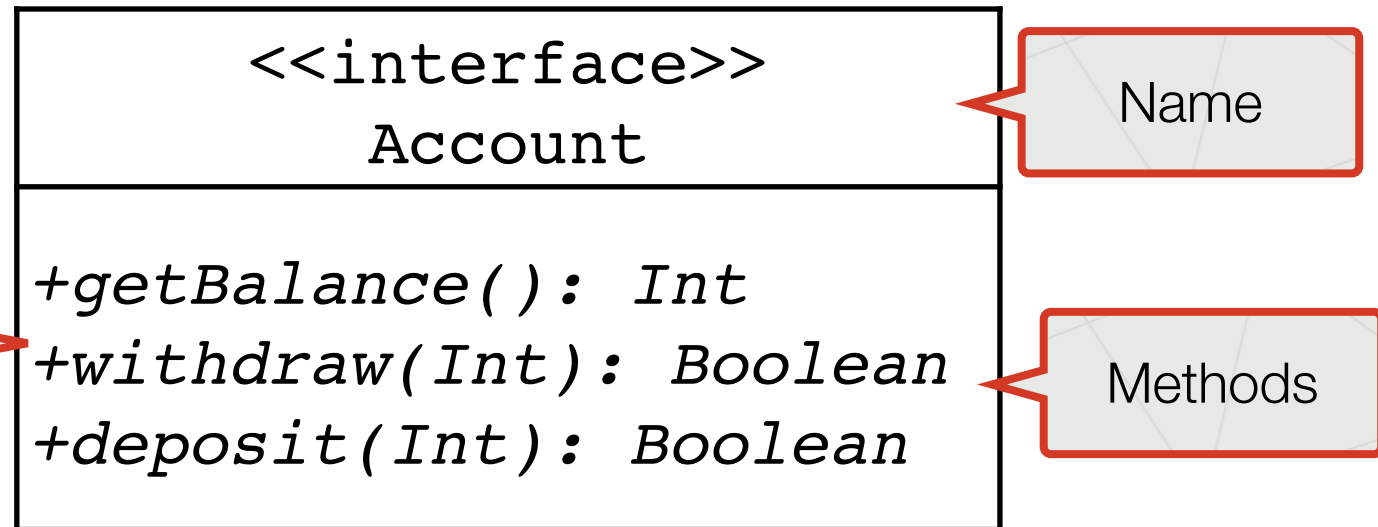 <<interface>>
Account
Name
+getBalance(): Int
+withdraw(Int): Boolean
+deposit(Int): Boolean
Methods